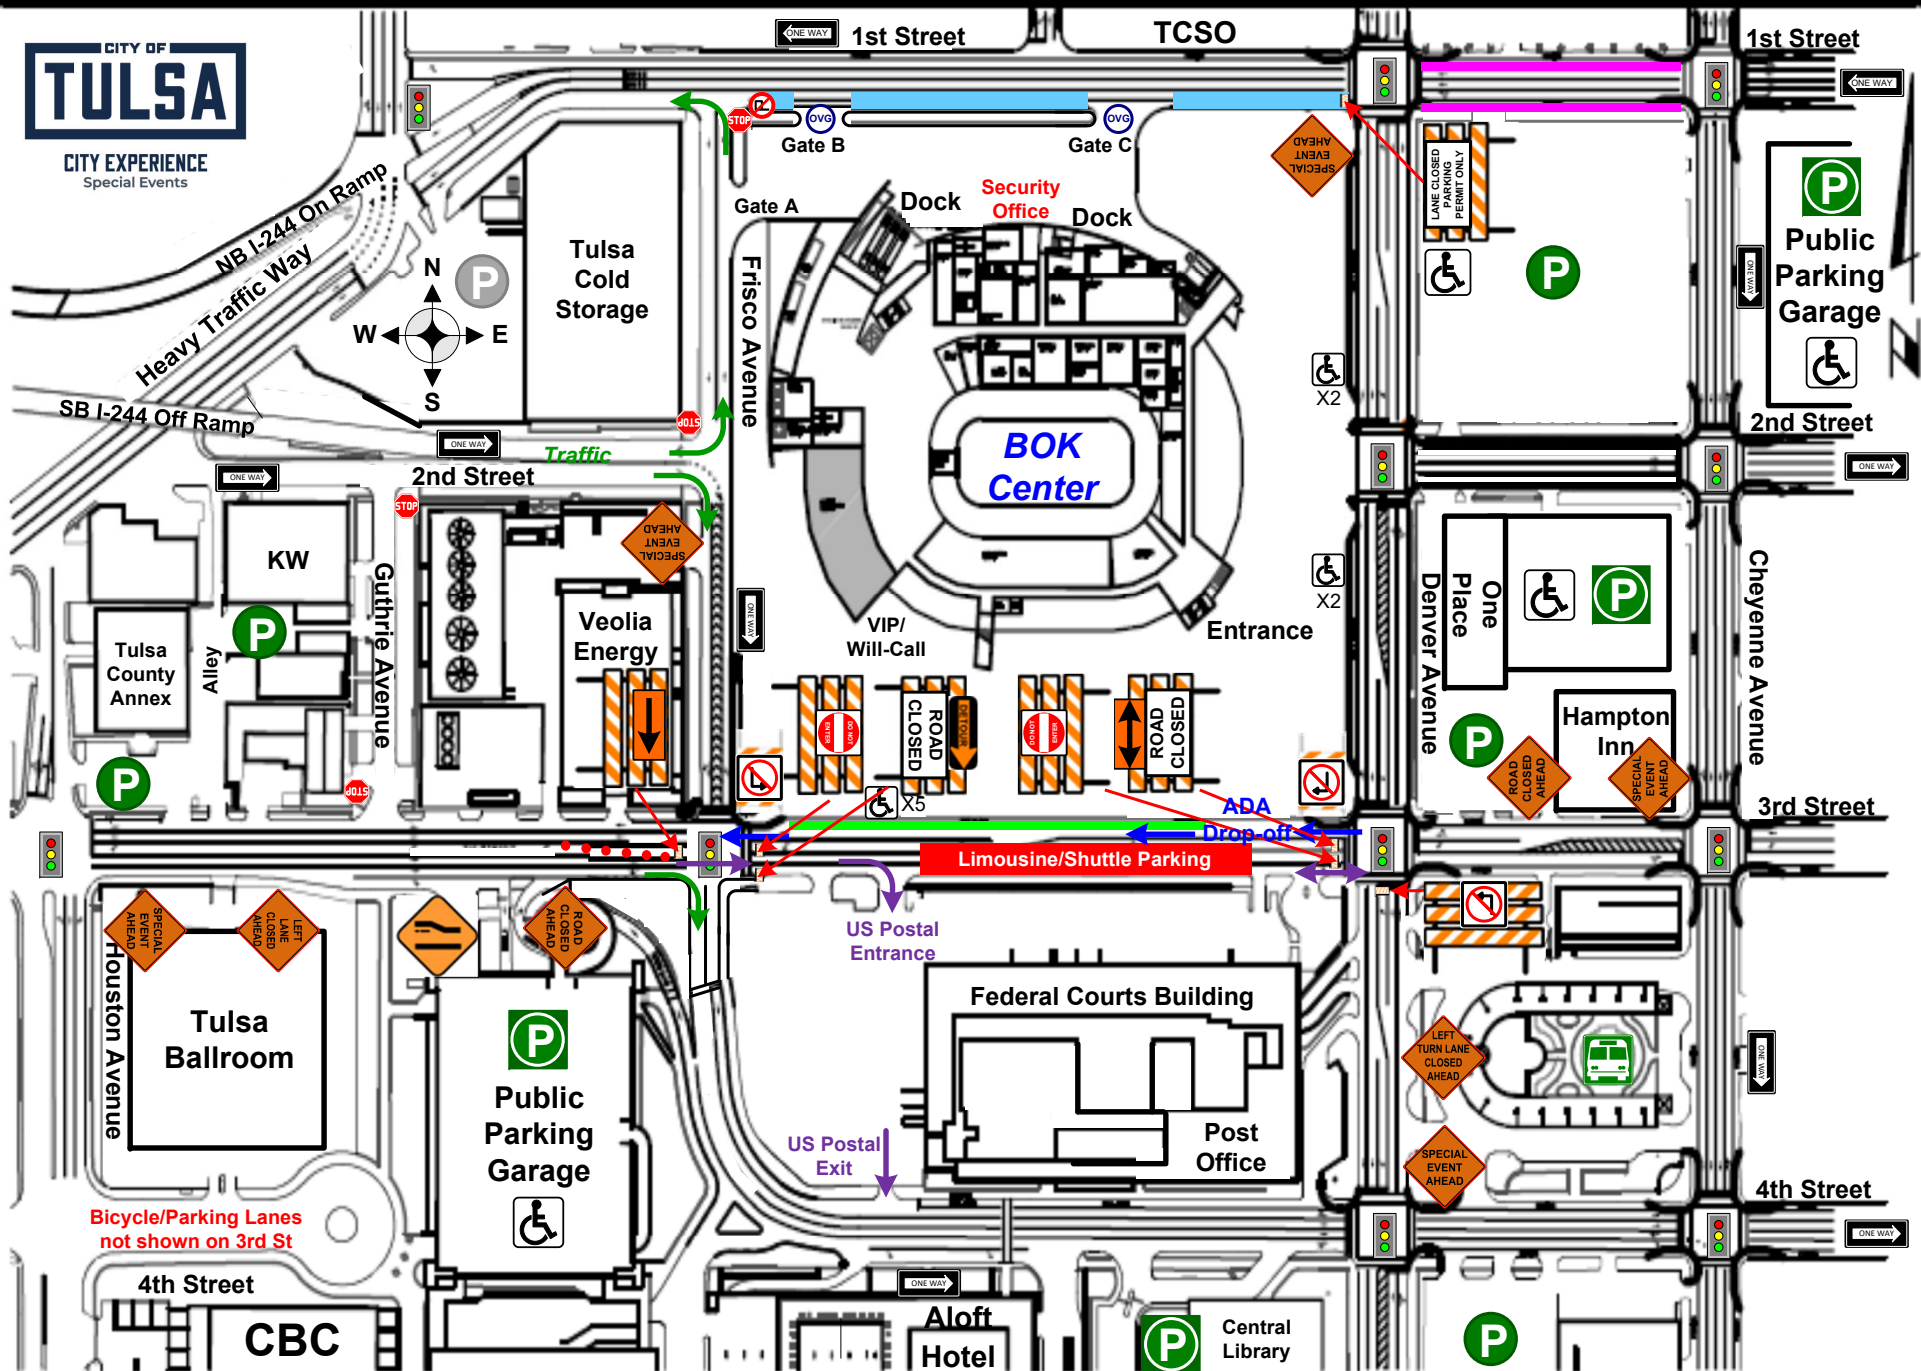 CITY OF
TULSA
CITY EXPERIENCE
Special Events
ONE WAY
1st Street
TCSO
1st Street
ONE WAY
STOP
OVG
Gate B
OVG
Gate C
SPECIAL
EVENT
AHEAD
LANE CLOSED
PARKING
PERMIT ONLY
P
Public
Parking
Garage
ONE WAY
NB I-244 On Ramp
Heavy Traffic Way
SB I-244 Off Ramp
N
W
E
S
P
Tulsa
Cold
Storage
Gate A
Frisco Avenue
Dock
Security
Office
Dock
P
X2
2nd Street
ONE WAY
STOP
ONE WAY
Traffic
2nd Street
ONE WAY
BOK
Center
STOP
KW
SPECIAL
EVENT
AHEAD
Guthrie Avenue
P
Alley
Tulsa
County
Annex
Veolia
Energy
ONE WAY
VIP/
Will-Call
Entrance
X2
Denver Avenue
One
Place
P
Cheyenne Avenue
Hampton
Inn
P
ROAD
CLOSED
AHEAD
SPECIAL
EVENT
AHEAD
DO NOT
ENTER
ROAD
CLOSED
DETOUR
DO NOT
ENTER
ROAD
CLOSED
P
STOP
X5
ADA
Drop-off
3rd Street
Limousine/Shuttle Parking
SPECIAL
EVENT
AHEAD
LEFT
LANE
CLOSED
AHEAD
ROAD
CLOSED
AHEAD
US Postal
Entrance
Houston Avenue
Tulsa
Ballroom
P
Public
Parking
Garage
Federal Courts Building
Post
Office
US Postal
Exit
LEFT
TURN LANE
CLOSED
AHEAD
SPECIAL
EVENT
AHEAD
ONE WAY
4th Street
ONE WAY
Bicycle/Parking Lanes
not shown on 3rd St
4th Street
CBC
ONE WAY
Aloft
Hotel
P
Central
Library
P